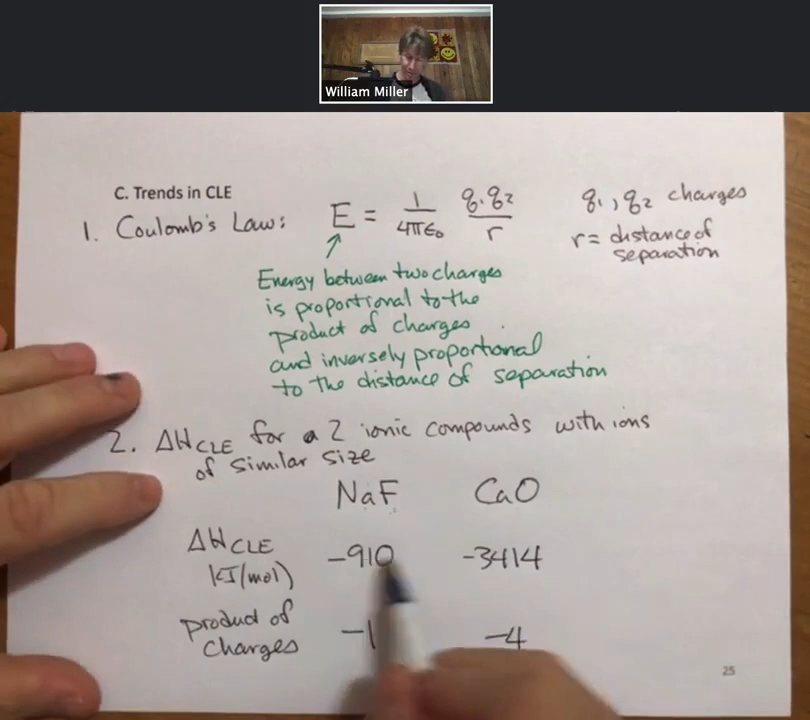 William Miller
C. Trends in CLE
1. Coulomb's Law: E = 1/4πε₀ q₁q₂/r
q₁, q₂ charges
r = distance of
separation
Energy between two charges
is proportional to the
product of charges
and inversely proportional
to the distance of separation
2. ΔH_CLE for a 2 ionic compounds with ions
of similar size
NaF CaO
ΔH_CLE -910 -3414
kJ/mol)
product of -1 -4
charges
25